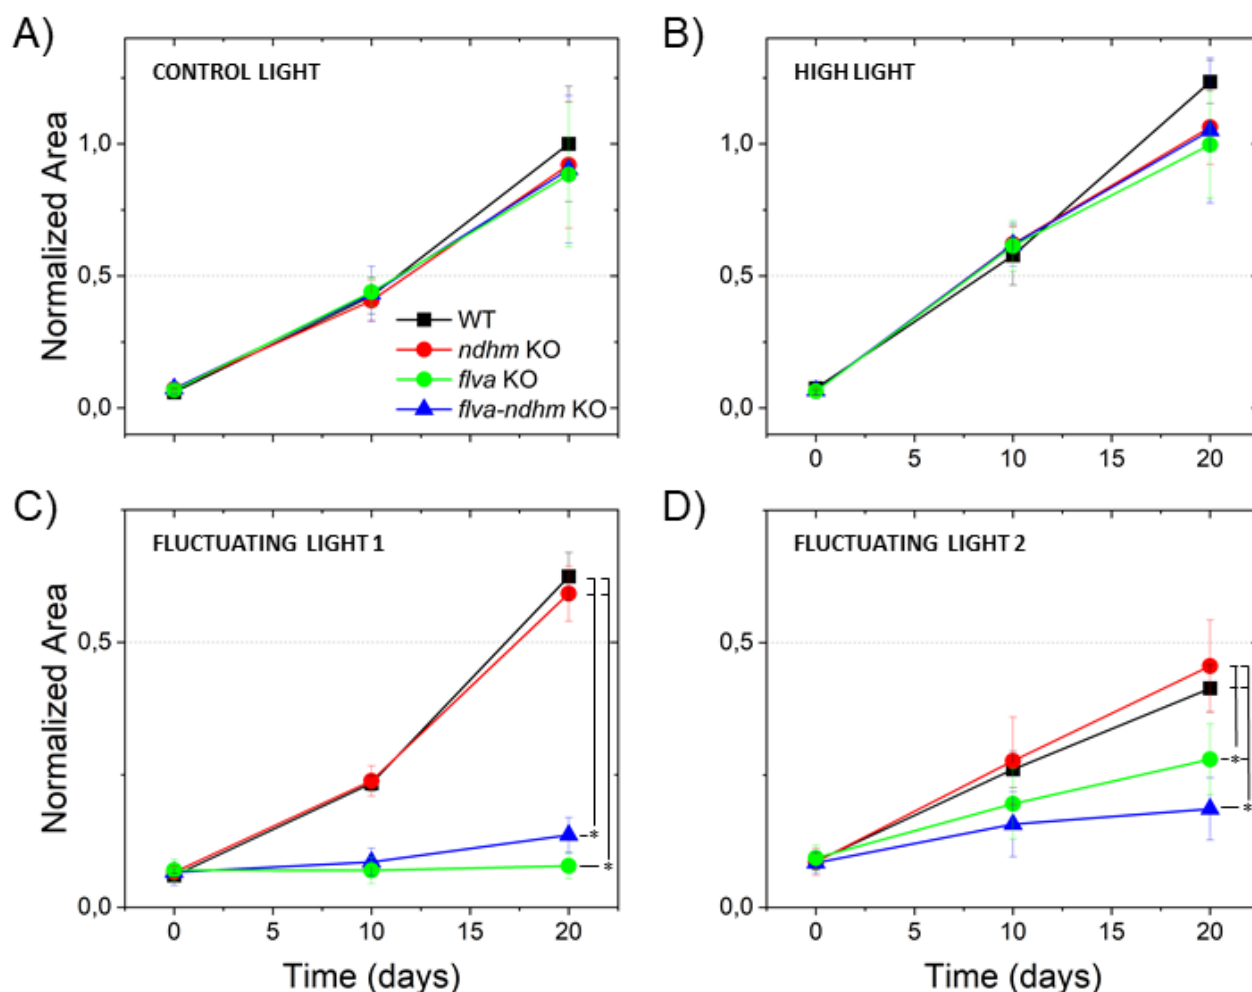 A)
CONTROL LIGHT
Normalized Area
1,0
0,5
0,0
WT
ndhm KO
flva KO
flva-ndhm KO
B)
HIGH LIGHT
1,0
0,5
0,0
0 5 10 15 20
C)
FLUCTUATING LIGHT 1
Normalized Area
0,5
0,0
*
*
0 5 10 15 20
Time (days)
D)
FLUCTUATING LIGHT 2
0,5
0,0
*
*
0 5 10 15 20
Time (days)